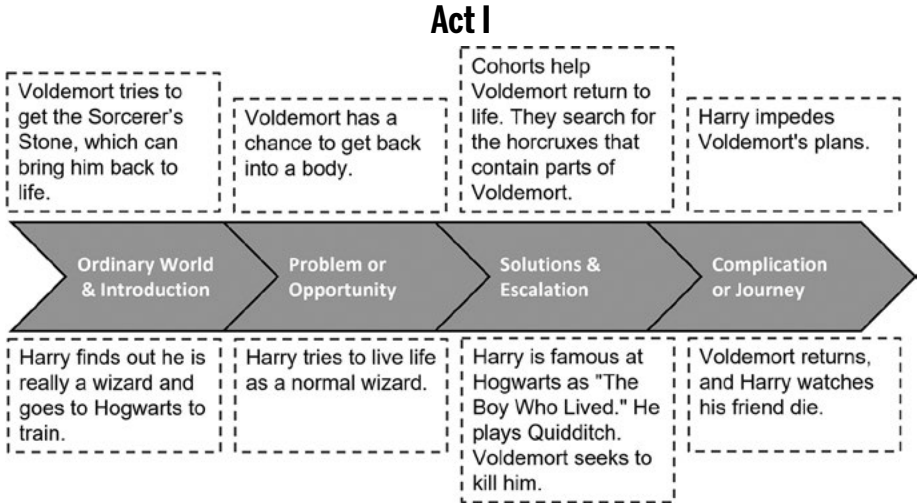 Act I
Voldemort tries to
get the Sorcerer's
Stone, which can
bring him back to
life.
Voldemort has a
chance to get back
into a body.
Cohorts help
Voldemort return to
life. They search for
the horcruxes that
contain parts of
Voldemort.
Harry impedes
Voldemort's plans.
Ordinary World
& Introduction
Problem or
Opportunity
Solutions &
Escalation
Complication
or Journey
Harry finds out he is
really a wizard and
goes to Hogwarts to
train.
Harry tries to live life
as a normal wizard.
Harry is famous at
Hogwarts as "The
Boy Who Lived." He
plays Quidditch.
Voldemort seeks to
kill him.
Voldemort returns,
and Harry watches
his friend die.